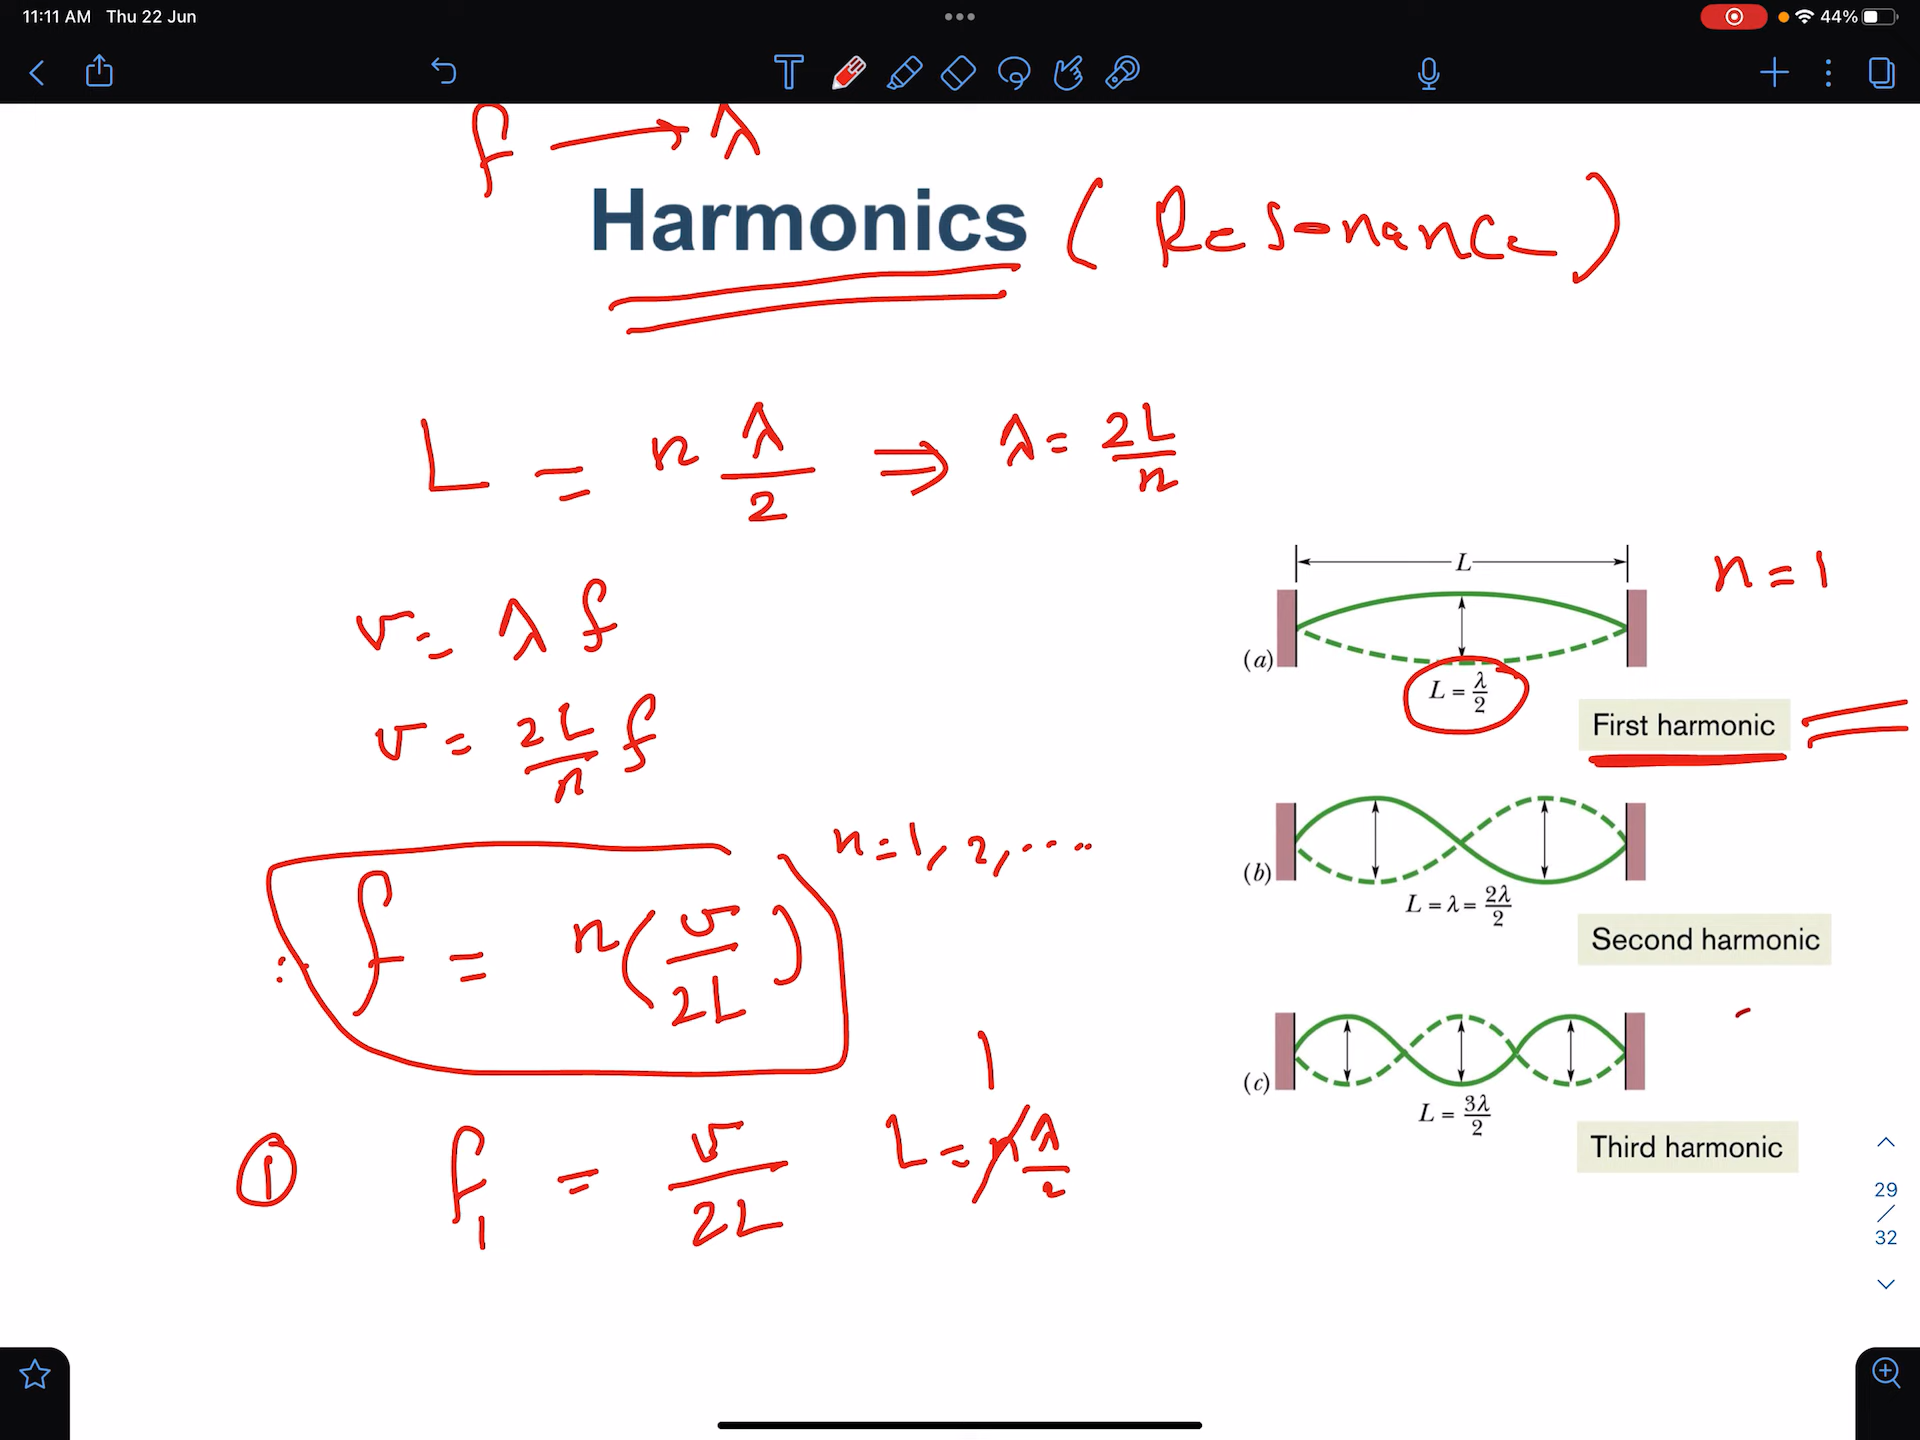 11:11 AM Thu 22 Jun 44%
f → λ
Harmonics (Resonance)
L = n λ/2 ⇒ λ = 2L/n
v = λ f
v = 2L/n f
n = 1, 2, ....
∴ f = n(v/2L)
① f₁ = v/2L
1
L = n λ/2
L
n = 1
(a)
L = λ/2
First harmonic
(b)
L = λ = 2λ/2
Second harmonic
(c)
L = 3λ/2
Third harmonic
29
/
32